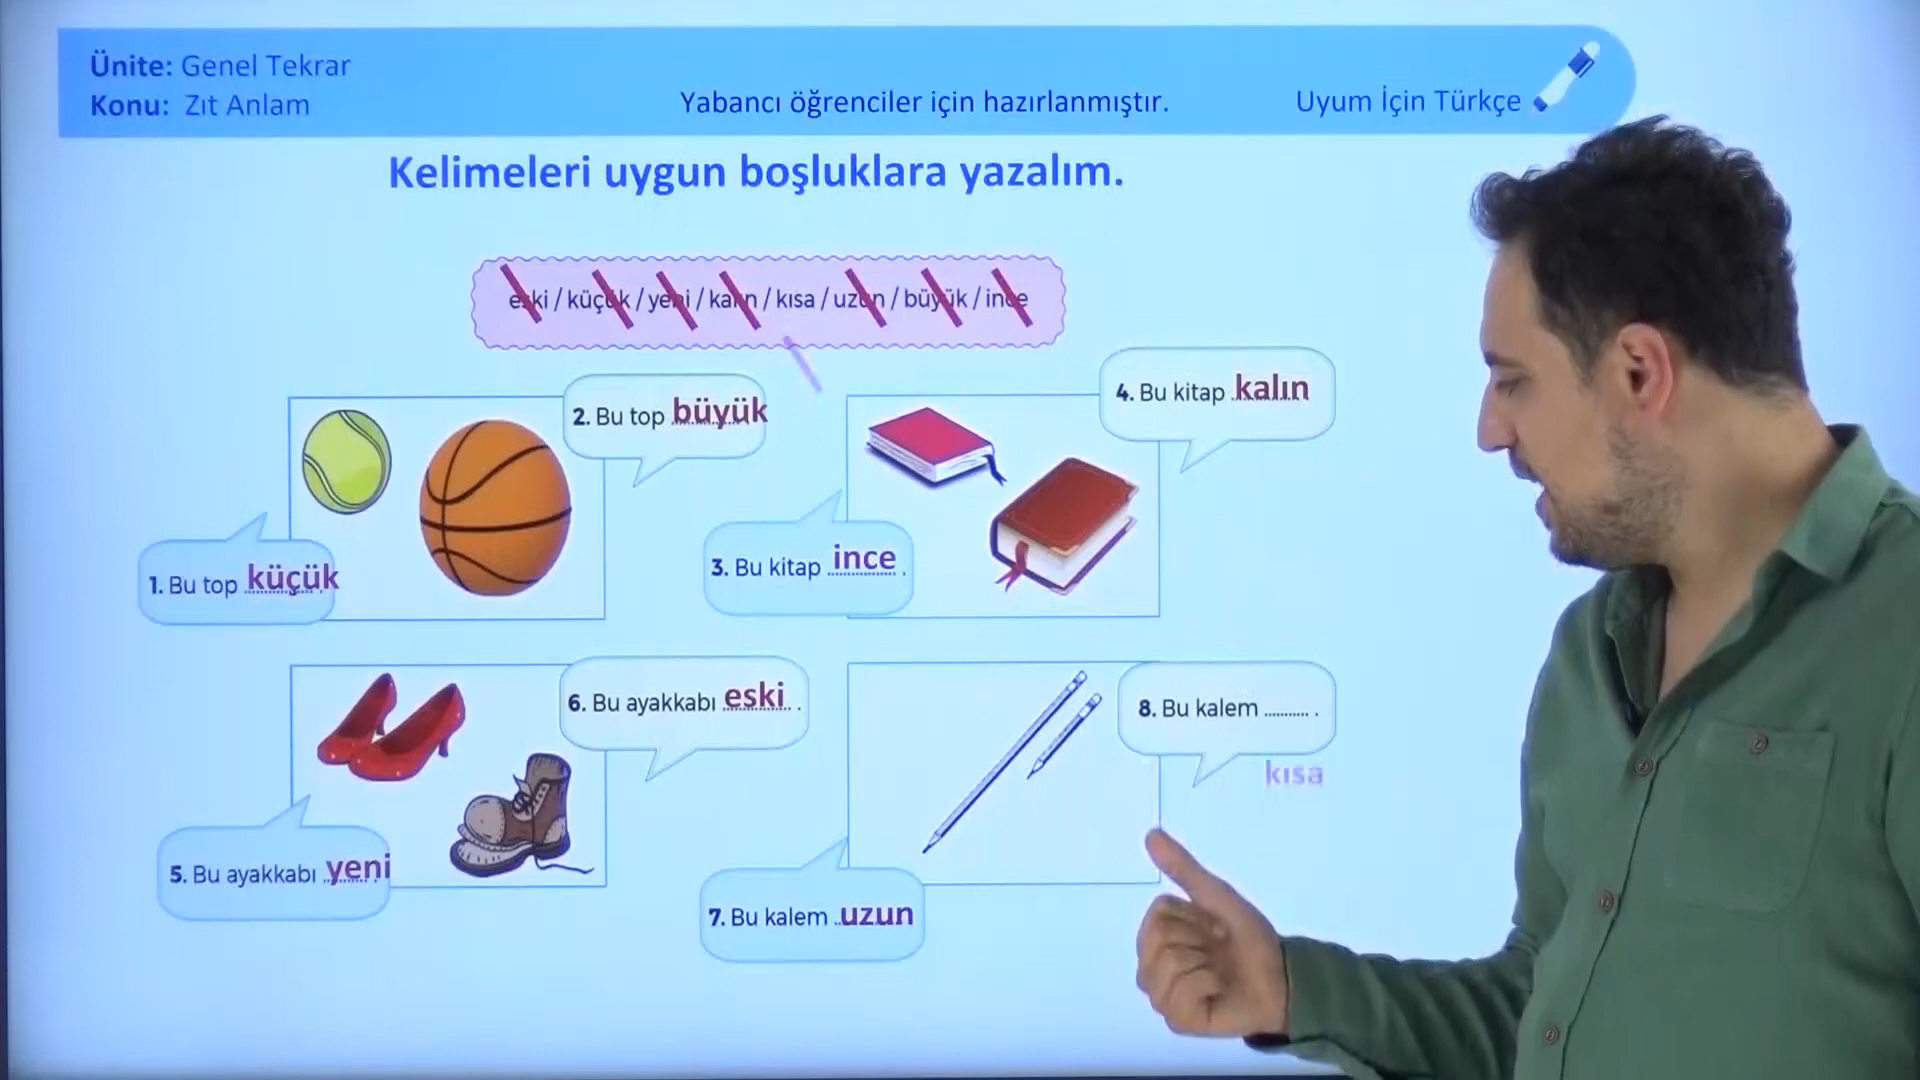 Ünite: Genel Tekrar
Konu: Zıt Anlam
Yabancı öğrenciler için hazırlanmıştır.
Uyum İçin Türkçe
Kelimeleri uygun boşluklara yazalım.
eski / küçük / yeni / kalın / kısa / uzun / büyük / ince
2. Bu top büyük
4. Bu kitap kalın
1. Bu top küçük
3. Bu kitap ince .
6. Bu ayakkabı eski .
8. Bu kalem .......... .
kısa
5. Bu ayakkabı yeni
7. Bu kalem uzun